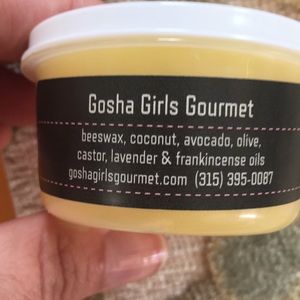 Gosha Girls Gourmet
beeswax, coconut, avocado, olive,
castor, lavender & frankincense oils
goshagirlsgourmet.com (315) 395-0087